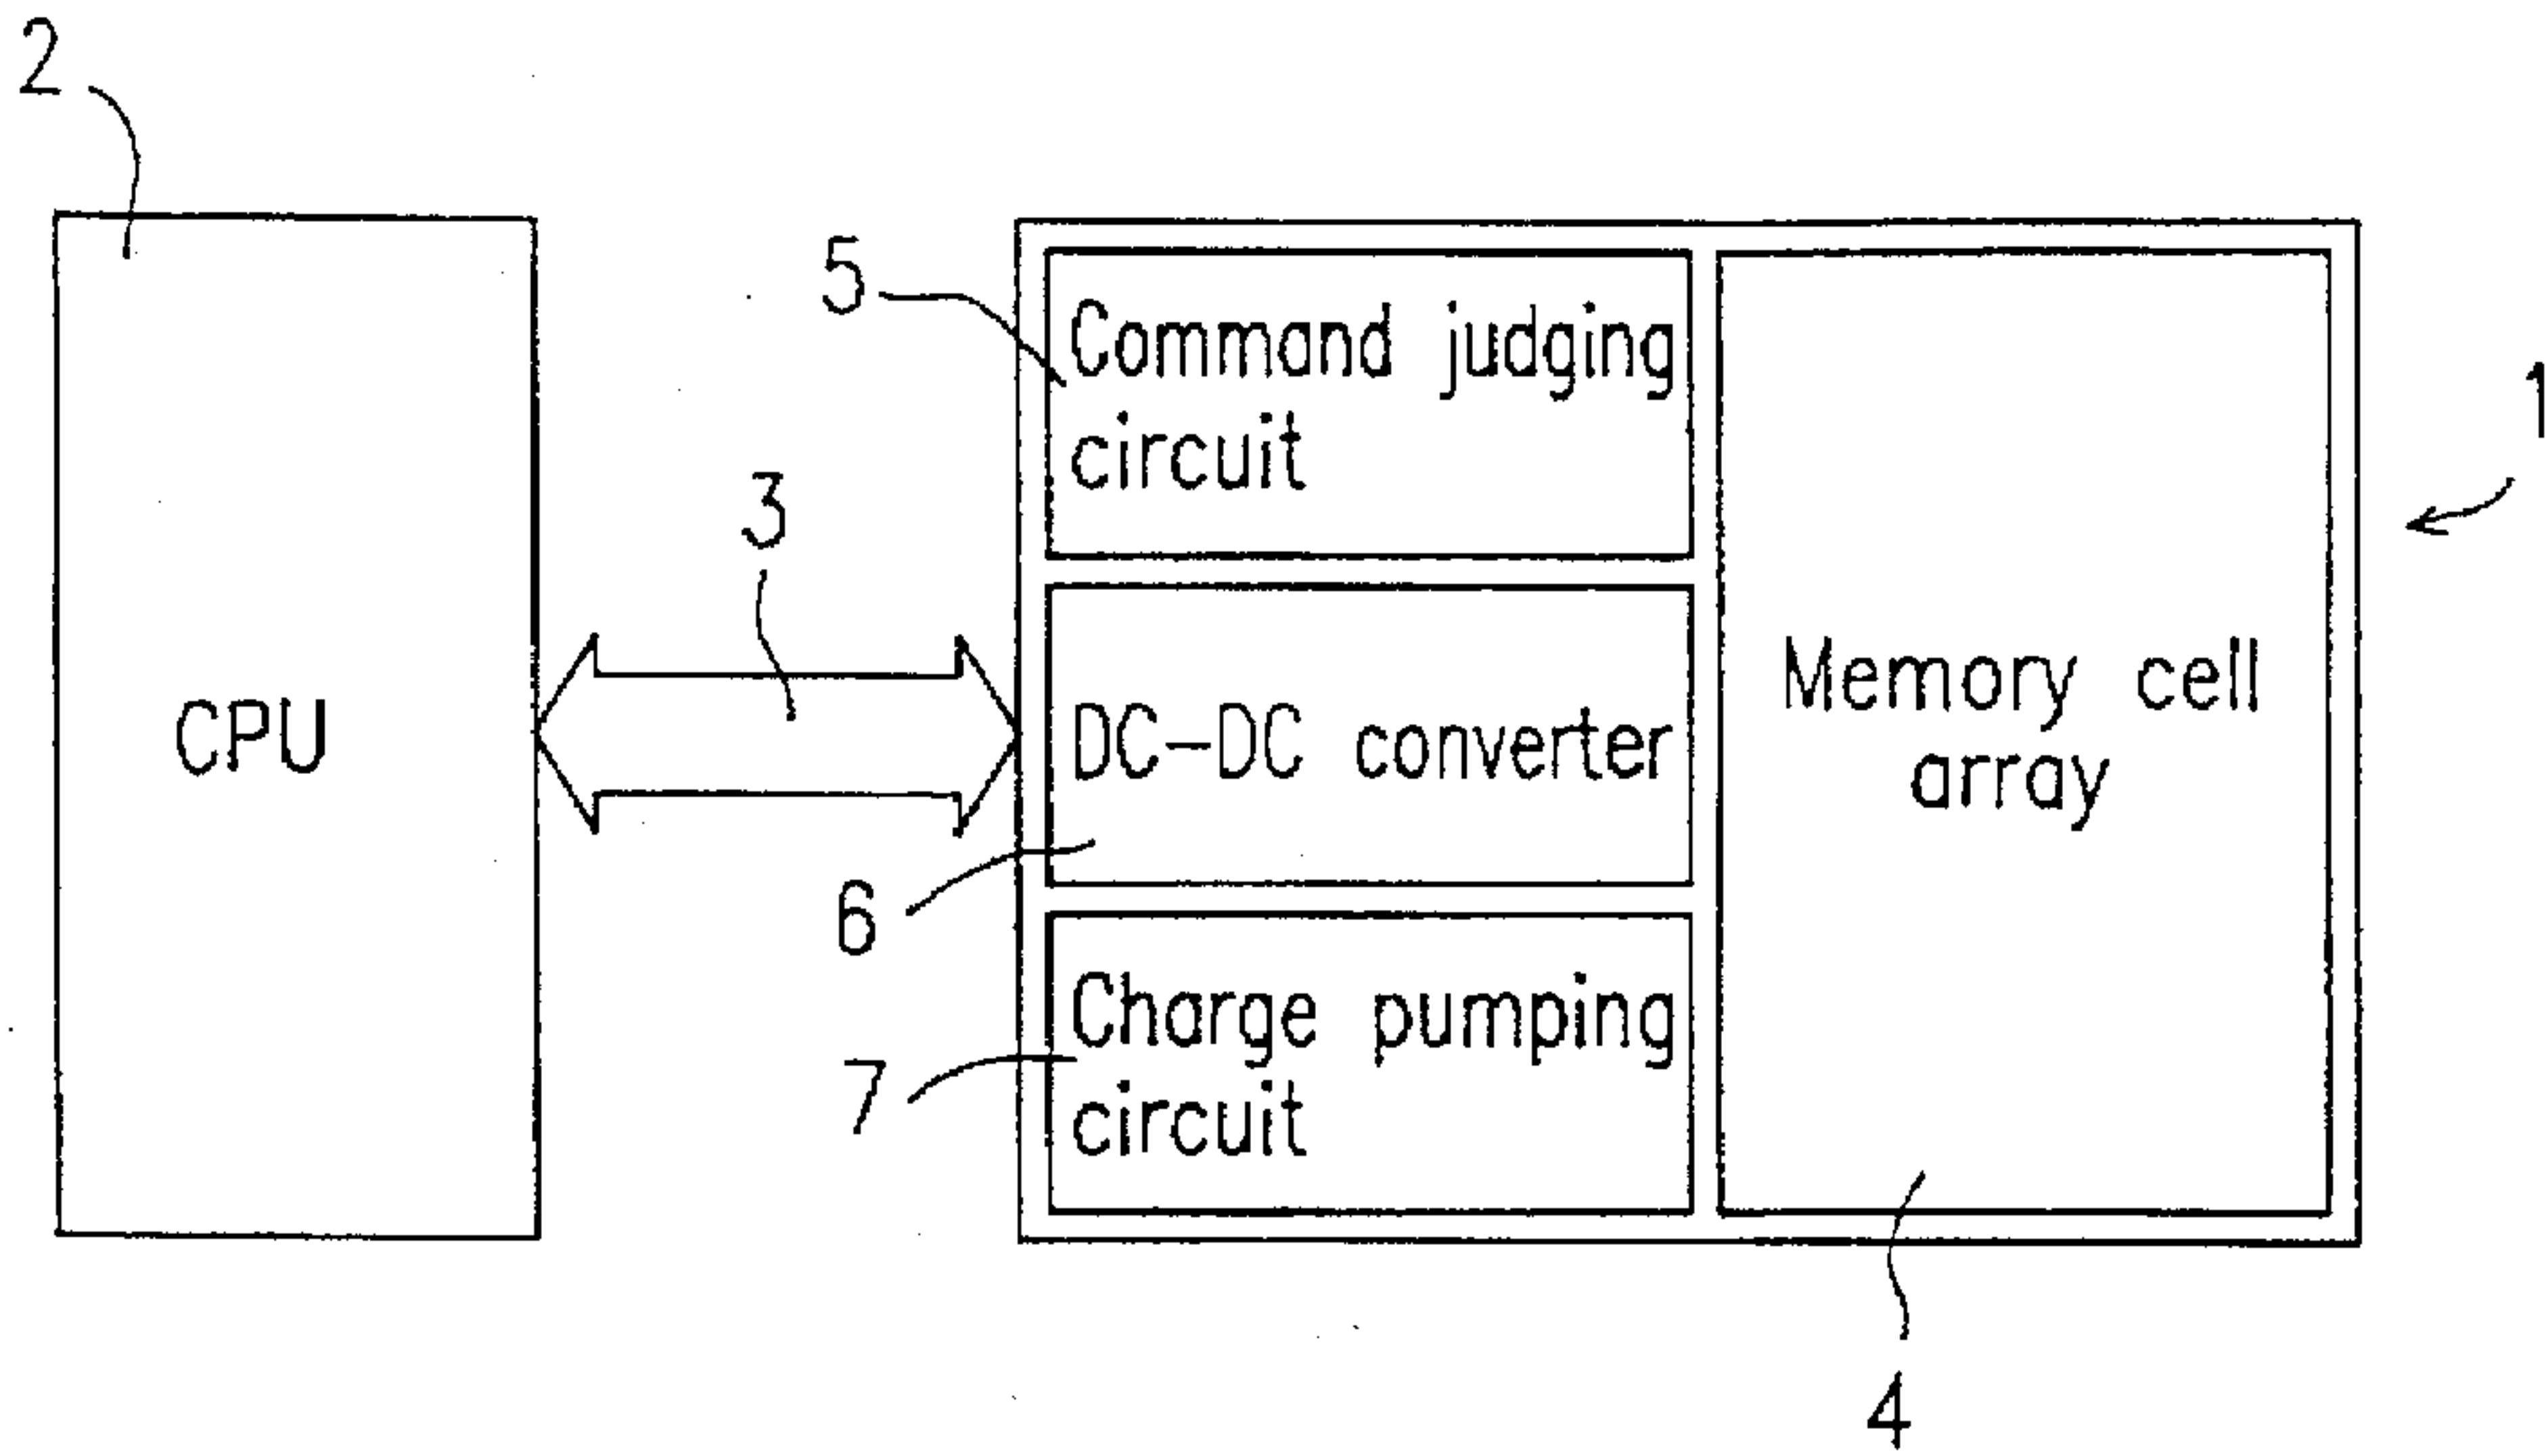 2
5
Command judging
circuit
1
3
CPU
DC-DC converter
Memory cell
array
6
Charge pumping
circuit
7
4